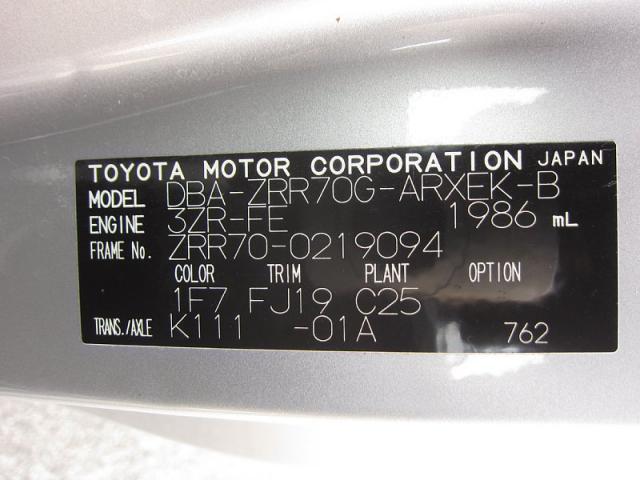 TOYOTA MOTOR CORPORATION JAPAN
MODEL DBA-ZRR70G-ARXEK-B
ENGINE 3ZR-FE 1986 mL
FRAME No. ZRR70-0219094
COLOR TRIM PLANT OPTION
1F7 FJ19 C25
TRANS./AXLE K111 -01A 762